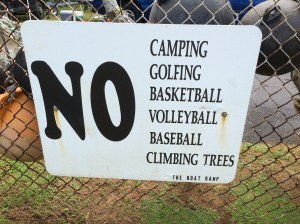 NO
CAMPING
GOLFING
BASKETBALL
VOLLEYBALL
BASEBALL
CLIMBING TREES
THE BOAT RAMP